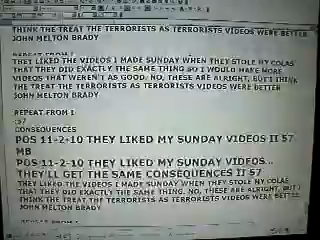 THINK THE TREAT THE TERRORISTS AS TERRORISTS VIDEOS WERE BETTER
JOHN MELTON BRADY
REPEAT FROM I
THEY LIKED THE VIDEOS I MADE SUNDAY WHEN THEY STOLE MY COLAS
THAT THEY DID EXACTLY THE SAME THING SO I WOULD MAKE MORE
VIDEOS THAT WEREN'T AS GOOD. NO, THESE ARE ALRIGHT, BUT I THINK
THE TREAT THE TERRORISTS AS TERRORISTS VIDEOS WERE BETTER
JOHN MELTON BRADY
REPEAT FROM I
:57
CONSEQUENCES
POS 11-2-10 THEY LIKED MY SUNDAY VIDEOS II 57
MB
POS 11-2-10 THEY LIKED MY SUNDAY VIDEOS...
THEY'LL GET THE SAME CONSEQUENCES II 57
THEY LIKED THE VIDEOS I MADE SUNDAY WHEN THEY STOLE MY COLAS
THAT THEY DID EXACTLY THE SAME THING. NO, THESE ARE ALRIGHT, BUT I
THINK THE TREAT THE TERRORISTS AS TERRORISTS VIDEOS WERE BETTER
JOHN MELTON BRADY
REPEAT FROM I